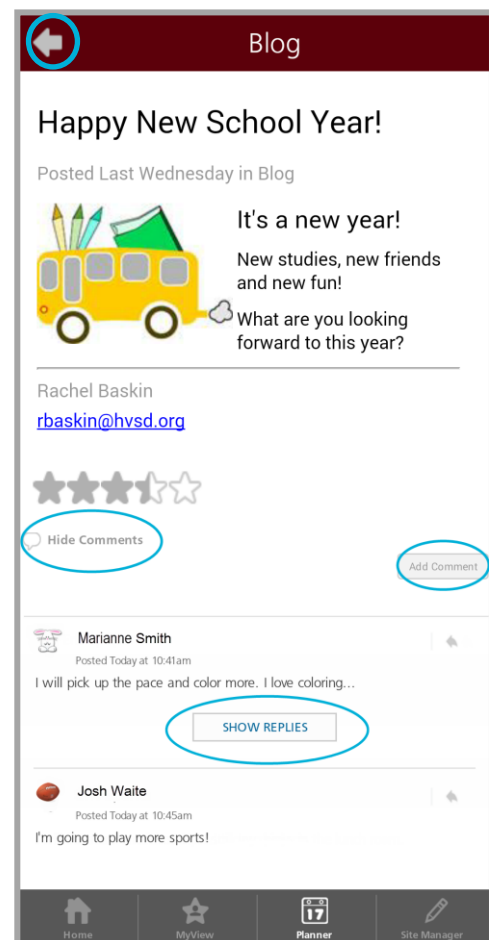 Blog
Happy New School Year!
Posted Last Wednesday in Blog
It's a new year!
New studies, new friends
and new fun!
What are you looking
forward to this year?
Rachel Baskin
rbaskin@hvsd.org
Hide Comments
Add Comment
Marianne Smith
Posted Today at 10:41am
I will pick up the pace and color more. I love coloring...
SHOW REPLIES
Josh Waite
Posted Today at 10:45am
I'm going to play more sports!
17
Home MyView Planner Site Manager